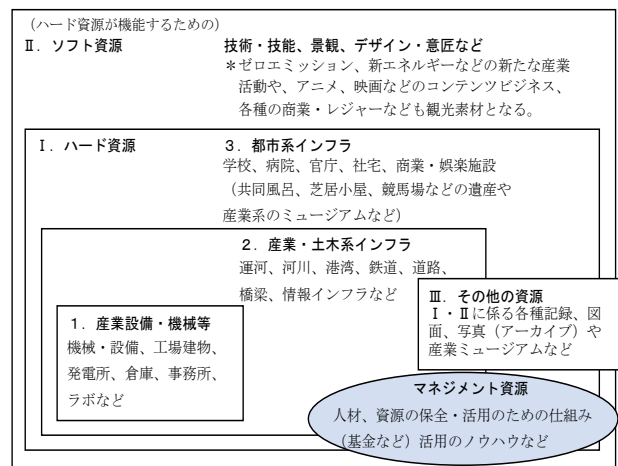 （ハード資源が機能するための）
Ⅱ．ソフト資源　技術・技能、景観、デザイン・意匠など
＊ゼロエミッション、新エネルギーなどの新たな産業
活動や、アニメ、映画などのコンテンツビジネス、
各種の商業・レジャーなども観光素材となる。
Ⅰ．ハード資源　３．都市系インフラ
学校、病院、官庁、社宅、商業・娯楽施設
（共同風呂、芝居小屋、競馬場などの遺産や
産業系のミュージアムなど）
２．産業・土木系インフラ
運河、河川、港湾、鉄道、道路、
橋梁、情報インフラなど
Ⅲ．その他の資源
Ⅰ・Ⅱに係る各種記録、図
面、写真（アーカイブ）や
産業ミュージアムなど
１．産業設備・機械等
機械・設備、工場建物、
発電所、倉庫、事務所、
ラボなど
マネジメント資源
人材、資源の保全・活用のための仕組み
（基金など）活用のノウハウなど